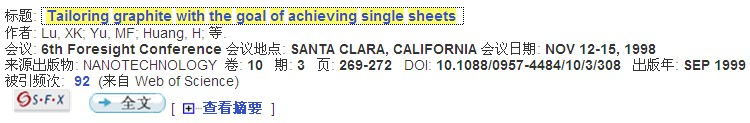 标题: Tailoring graphite with the goal of achieving single sheets
作者: Lu, XK; Yu, MF; Huang, H; 等.
会议: 6th Foresight Conference 会议地点: SANTA CLARA, CALIFORNIA 会议日期: NOV 12-15, 1998
来源出版物: NANOTECHNOLOGY 卷: 10 期: 3 页: 269-272 DOI: 10.1088/0957-4484/10/3/308 出版年: SEP 1999
被引频次: 92 (来自 Web of Science)
S·F·X 全文 [ 查看摘要 ]